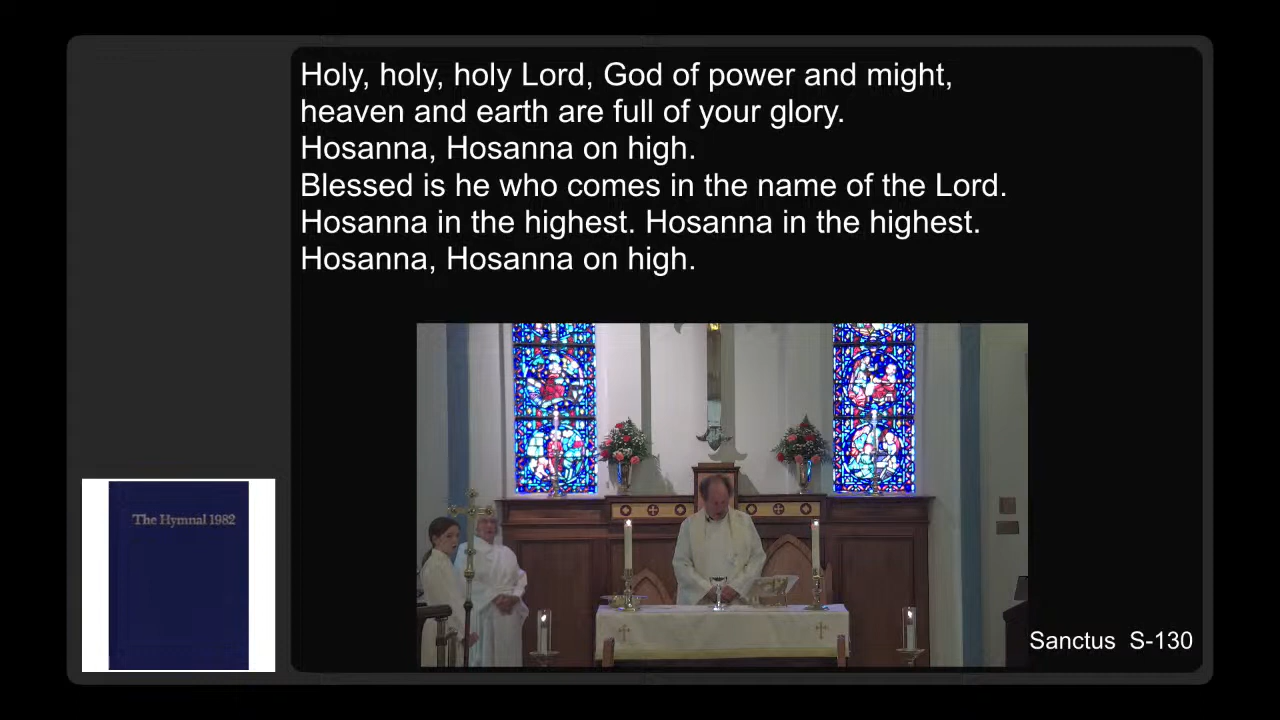 Holy, holy, holy Lord, God of power and might,
heaven and earth are full of your glory.
Hosanna, Hosanna on high.
Blessed is he who comes in the name of the Lord.
Hosanna in the highest. Hosanna in the highest.
Hosanna, Hosanna on high.
The Hymnal 1982
Sanctus S-130